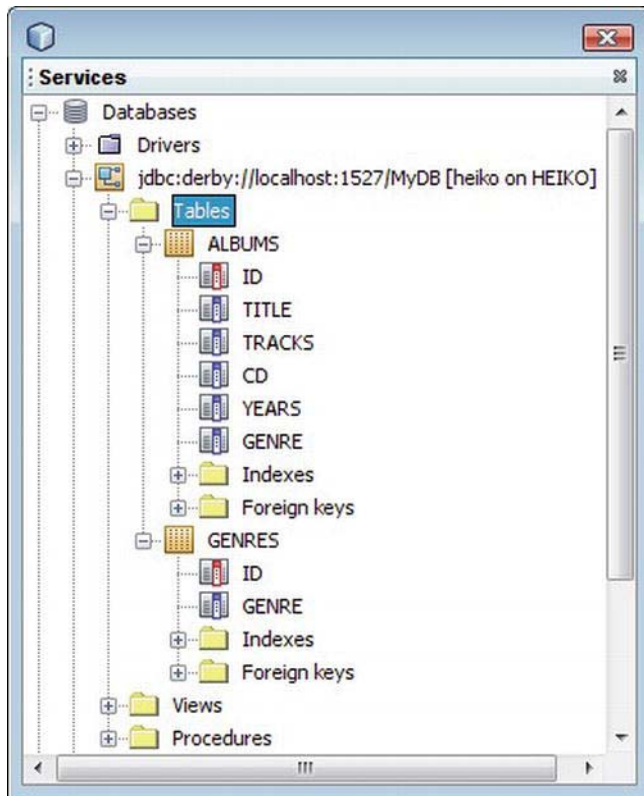 Services
Databases
Drivers
jdbc:derby://localhost:1527/MyDB [heiko on HEIKO]
Tables
ALBUMS
ID
TITLE
TRACKS
CD
YEARS
GENRE
Indexes
Foreign keys
GENRES
ID
GENRE
Indexes
Foreign keys
Views
Procedures